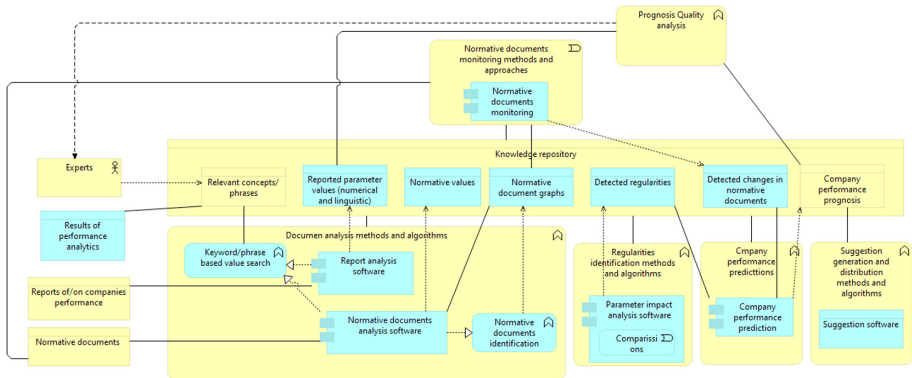 Prognosis Quality
analysis
Normative documents
monitoring methods and
approaches
Normative
documents
monitoring
Knowledge repository
Experts
Relevant concepts/
phrases
Reported parameter
values (numerical
and linguistic)
Normative values
Normative
document graphs
Detected regularities
Detected changes in
normative
documents
Company
performance
prognosis
Results of
performance
analytics
Documen analysis methods and algorithms
Keyword/phrase
based value search
Report analysis
software
Regularities
identification methods
and algorithms
Cmpany
performance
predicttions
Suggestion
generation and
distribution
methods and
algorithms
Reports of/on companies
performance
Normative documents
Normative documents
analysis software
Normative
documents
identification
Parameter impact
analysis software
Comparissi
ons
Company
performance
prediction
Suggestion software